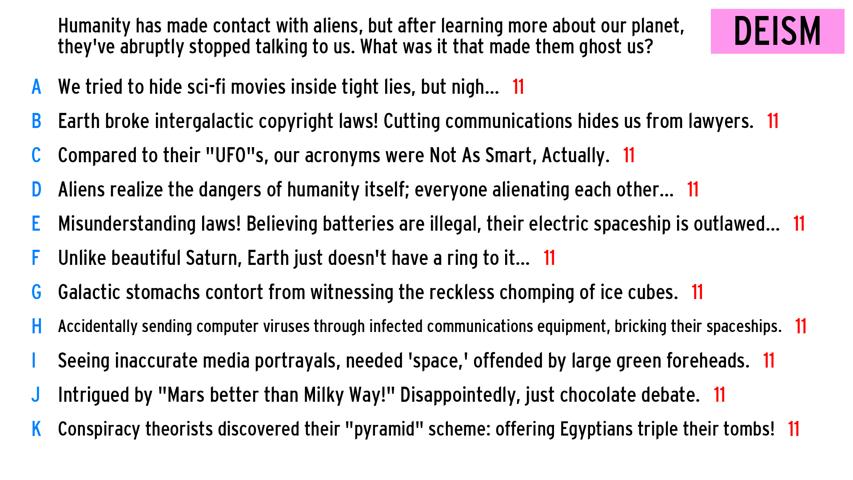 Humanity has made contact with aliens, but after learning more about our planet,
they've abruptly stopped talking to us. What was it that made them ghost us?
DEISM
A We tried to hide sci-fi movies inside tight lies, but nigh... 11
B Earth broke intergalactic copyright laws! Cutting communications hides us from lawyers. 11
C Compared to their "UFO"s, our acronyms were Not As Smart, Actually. 11
D Aliens realize the dangers of humanity itself; everyone alienating each other... 11
E Misunderstanding laws! Believing batteries are illegal, their electric spaceship is outlawed... 11
F Unlike beautiful Saturn, Earth just doesn't have a ring to it... 11
G Galactic stomachs contort from witnessing the reckless chomping of ice cubes. 11
H Accidentally sending computer viruses through infected communications equipment, bricking their spaceships. 11
I Seeing inaccurate media portrayals, needed 'space,' offended by large green foreheads. 11
J Intrigued by "Mars better than Milky Way!" Disappointedly, just chocolate debate. 11
K Conspiracy theorists discovered their "pyramid" scheme: offering Egyptians triple their tombs! 11